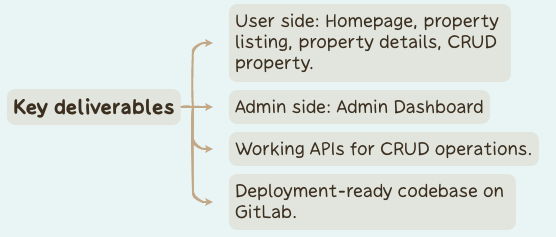 Key deliverables
User side: Homepage, property
listing, property details, CRUD
property.
Admin side: Admin Dashboard
Working APIs for CRUD operations.
Deployment-ready codebase on
GitLab.